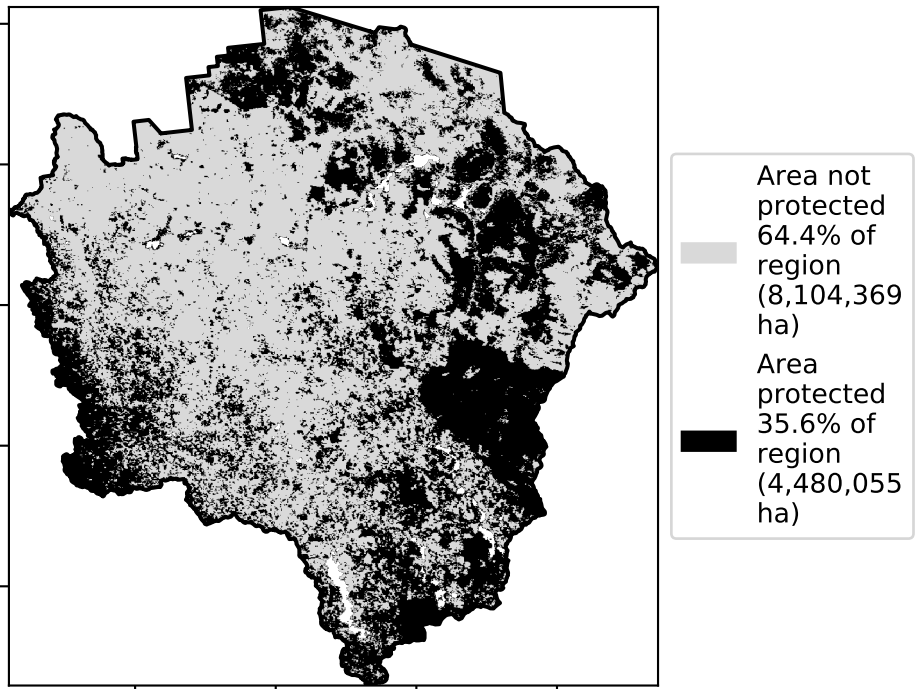 Area not
protected
64.4% of
region
(8,104,369
ha)
Area
protected
35.6% of
region
(4,480,055
ha)